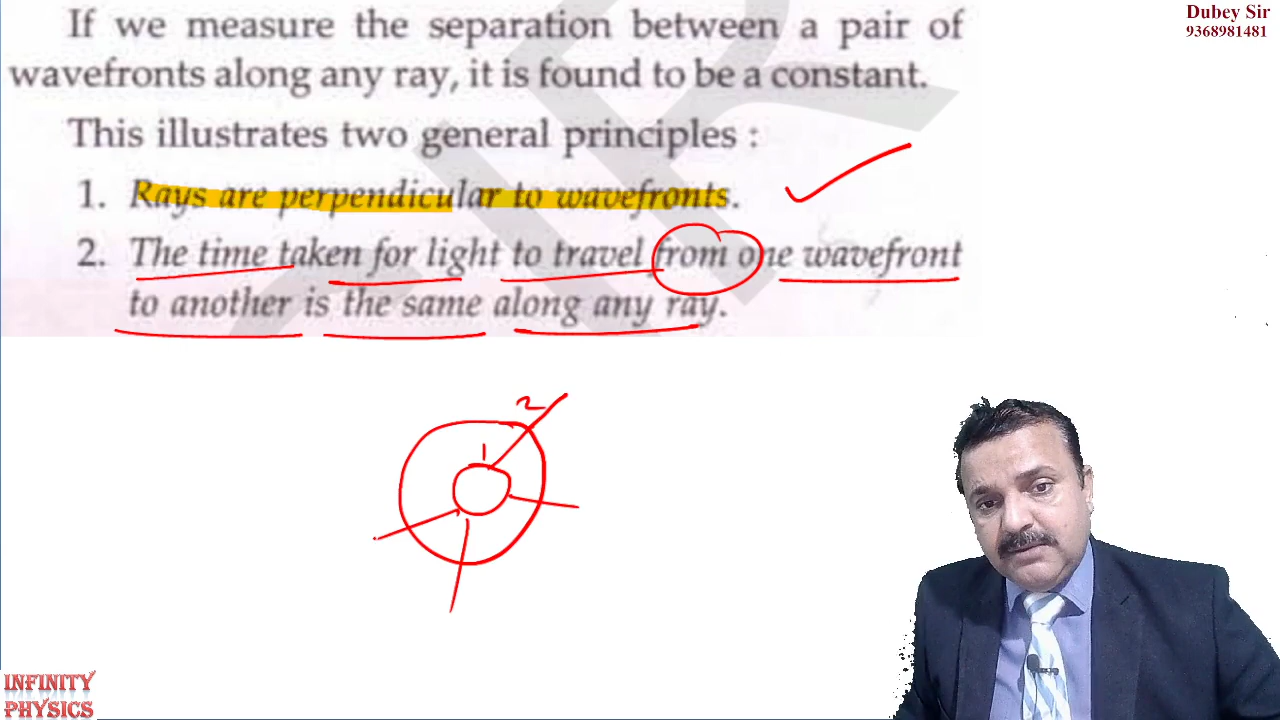 If we measure the separation between a pair of
wavefronts along any ray, it is found to be a constant.
This illustrates two general principles :
1. Rays are perpendicular to wavefronts.
2. The time taken for light to travel from one wavefront
to another is the same along any ray.
Dubey Sir
9368981481
2
1
INFINITY
PHYSICS